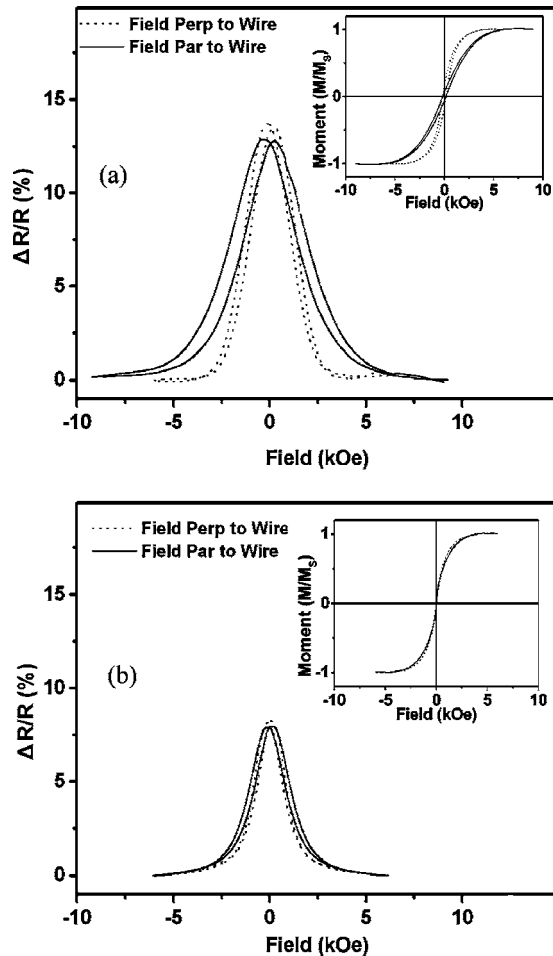 Field Perp to Wire
Field Par to Wire
(a)
ΔR/R (%)
15
10
5
0
-10
-5
0
5
10
Field (kOe)
Moment (M/M_S)
1
0
-1
-10
-5
0
5
10
Field (kOe)
Field Perp to Wire
Field Par to Wire
(b)
ΔR/R (%)
15
10
5
0
-10
-5
0
5
10
Field (kOe)
Moment (M/M_S)
1
0
-1
-10
-5
0
5
10
Field (kOe)